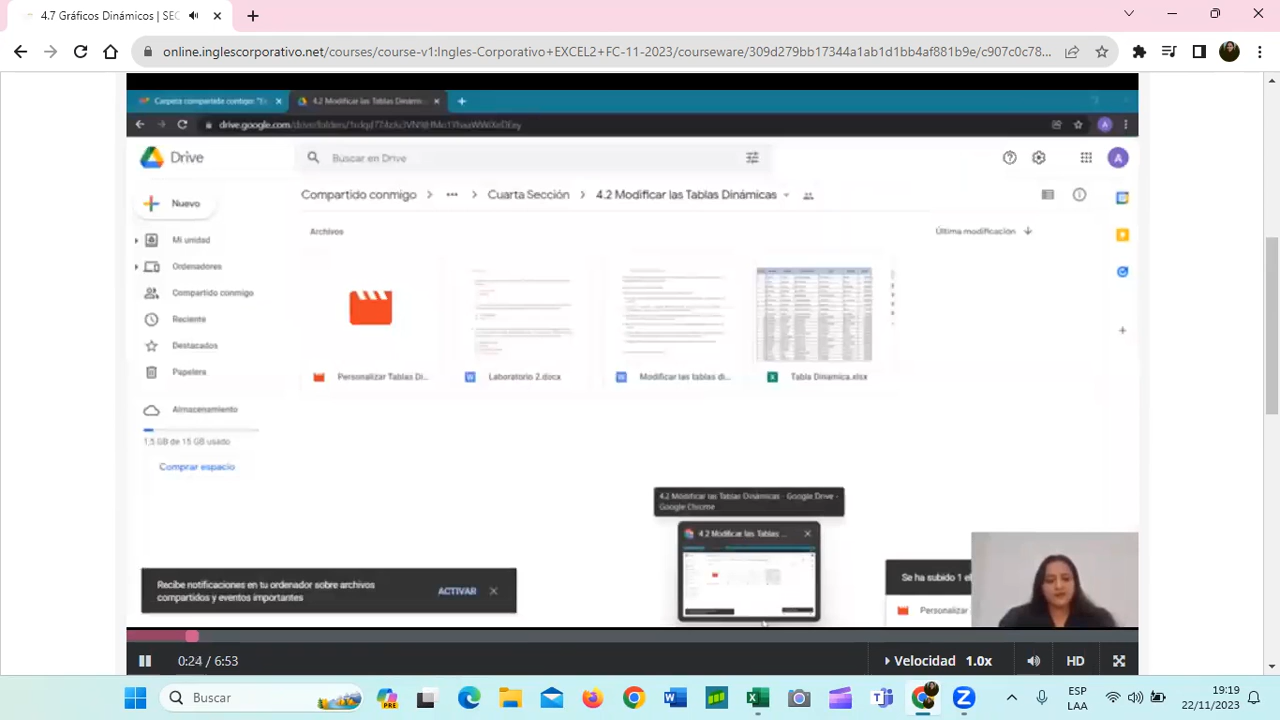 4.7 Gráficos Dinámicos | SEC
online.inglescorporativo.net/courses/course-v1:Ingles-Corporativo+EXCEL2+FC-11-2023/courseware/309d279bb17344a1ab1d1bb4af881b9e/c907c0c78...
Carpeta compartida contigo: "Ex
4.2 Modificar las Tablas Dinámi...
Drive
Buscar en Drive
A
A
Nuevo
Compartido conmigo
...
Cuarta Sección
4.2 Modificar las Tablas Dinámicas
Archivos
Última modificación
Mi unidad
Ordenadores
Compartido conmigo
Reciente
Destacados
Papelera
Almacenamiento
1,5 GB de 15 GB usado
Comprar espacio
Personalizar Tablas Di...
Laboratorio 2.docx
Modificar las tablas di...
Tabla Dinamica.xlsx
4.2 Modificar las Tablas Dinámicas - Google Drive -
Google Chrome
4.2 Modificar las Tablas ...
Recibe notificaciones en tu ordenador sobre archivos
compartidos y eventos importantes
ACTIVAR
Se ha subido 1 el
Personalizar
0:24 / 6:53
Velocidad 1.0x
HD
Buscar
PRE
ESP
LAA
19:19
22/11/2023